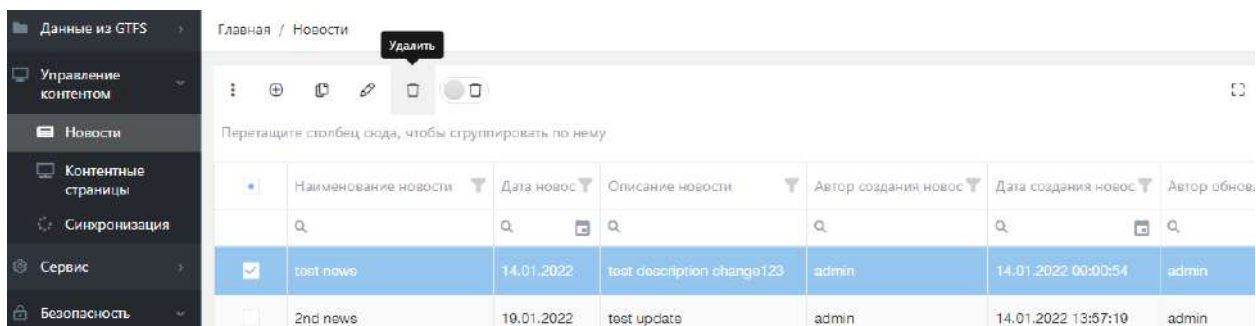 Данные из GTFS
Главная / Новости
Удалить
Управление
контентом
Перетащите столбец сюда, чтобы сгруппировать по нему
Новости
Контентные
страницы
Синхронизация
Сервис
Безопасность
Наименование новости Дата новос Описание новости Автор создания новос Дата создания новос Автор обнов
test news 14.01.2022 test description change123 admin 14.01.2022 00:00:54 admin
2nd news 19.01.2022 test update admin 14.01.2022 13:57:19 admin